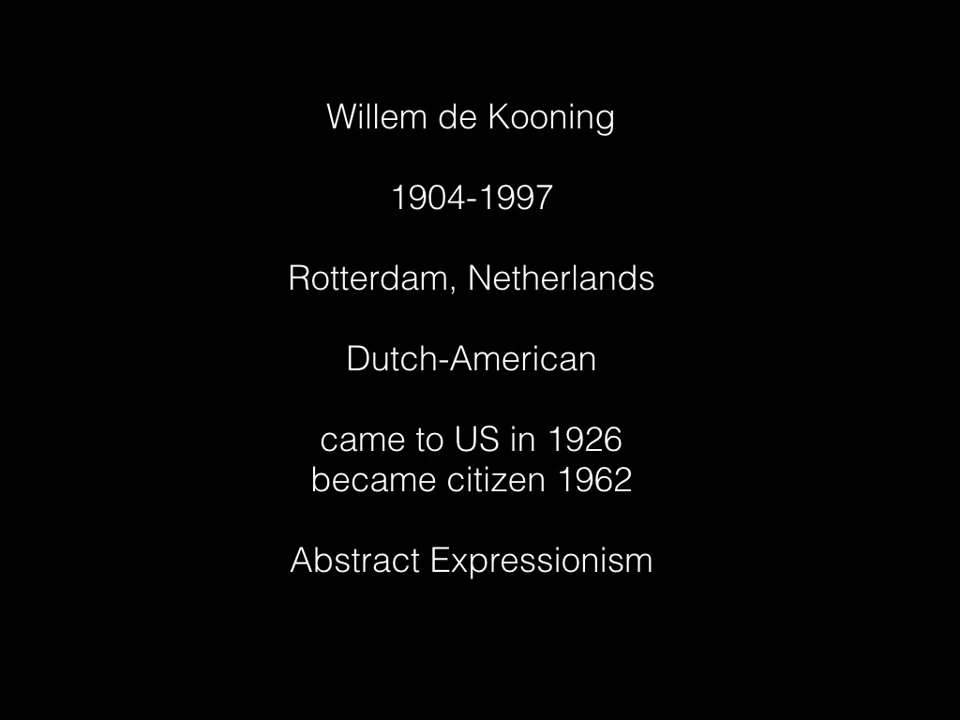 Willem de Kooning
1904-1997
Rotterdam, Netherlands
Dutch-American
came to US in 1926
became citizen 1962
Abstract Expressionism